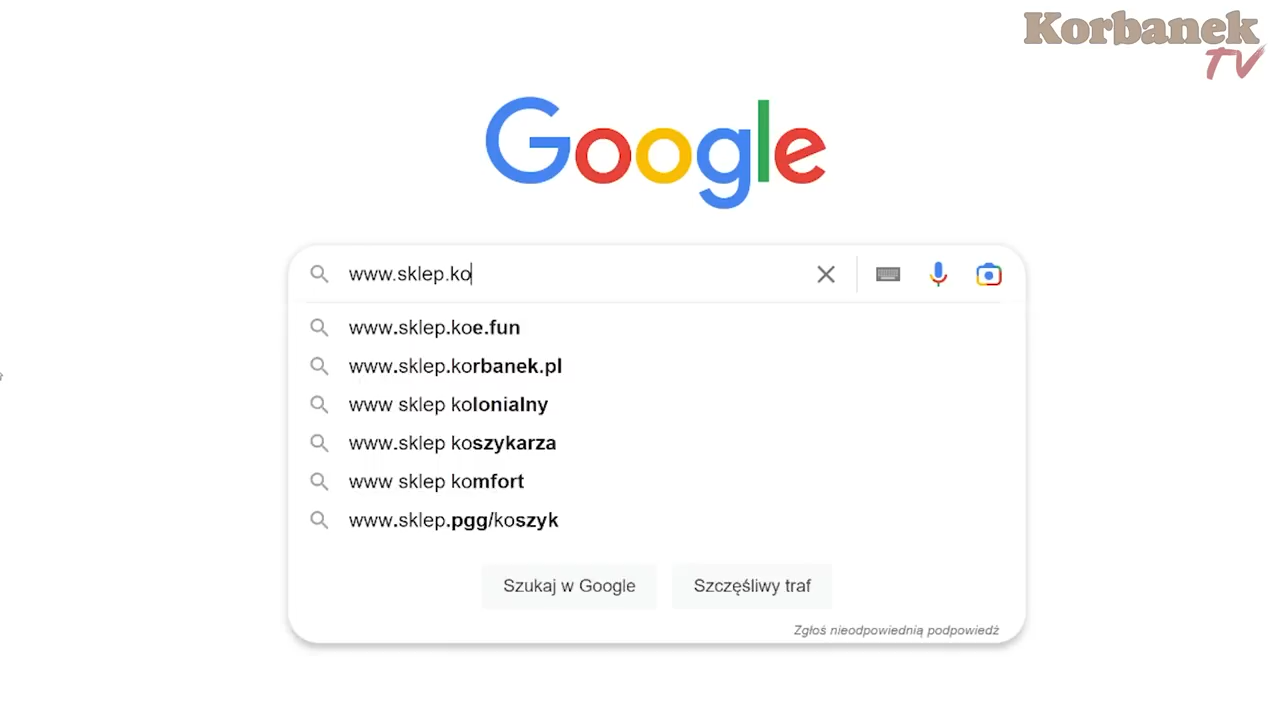 Korbanek
TV
Google
www.sklep.ko
www.sklep.koe.fun
www.sklep.korbanek.pl
www sklep kolonialny
www.sklep koszykarza
www sklep komfort
www.sklep.pgg/koszyk
Szukaj w Google
Szczęśliwy traf
Zgłoś nieodpowiednią podpowiedź